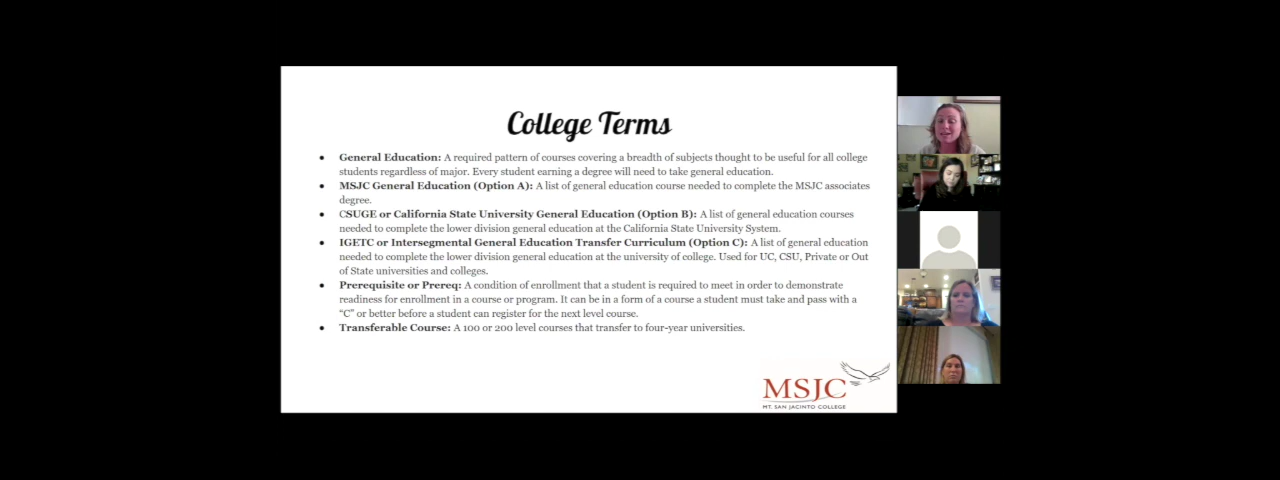 College Terms
● General Education: A required pattern of courses covering a breadth of subjects thought to be useful for all college
students regardless of major. Every student earning a degree will need to take general education.
● MSJC General Education (Option A): A list of general education course needed to complete the MSJC associates
degree.
● CSUGE or California State University General Education (Option B): A list of general education courses
needed to complete the lower division general education at the California State University System.
● IGETC or Intersegmental General Education Transfer Curriculum (Option C): A list of general education
needed to complete the lower division general education at the university of college. Used for UC, CSU, Private or Out
of State universities and colleges.
● Prerequisite or Prereq: A condition of enrollment that a student is required to meet in order to demonstrate
readiness for enrollment in a course or program. It can be in a form of a course a student must take and pass with a
“C” or better before a student can register for the next level course.
● Transferable Course: A 100 or 200 level courses that transfer to four-year universities.
MSJC
MT. SAN JACINTO COLLEGE